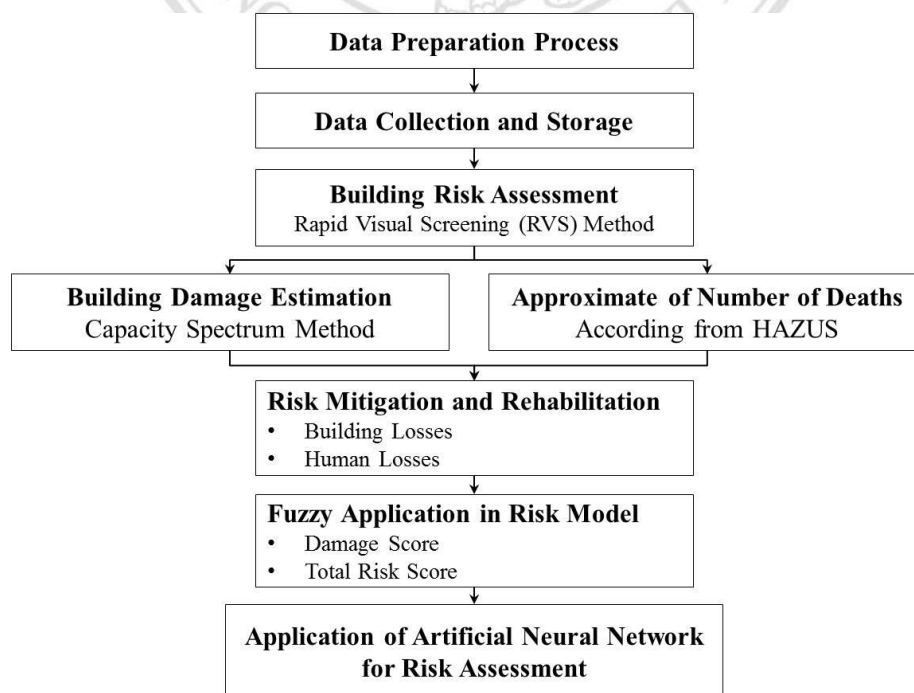 Data Preparation Process
Data Collection and Storage
Building Risk Assessment
Rapid Visual Screening (RVS) Method
Building Damage Estimation
Capacity Spectrum Method
Approximate of Number of Deaths
According from HAZUS
Risk Mitigation and Rehabilitation
• Building Losses
• Human Losses
Fuzzy Application in Risk Model
• Damage Score
• Total Risk Score
Application of Artificial Neural Network
for Risk Assessment